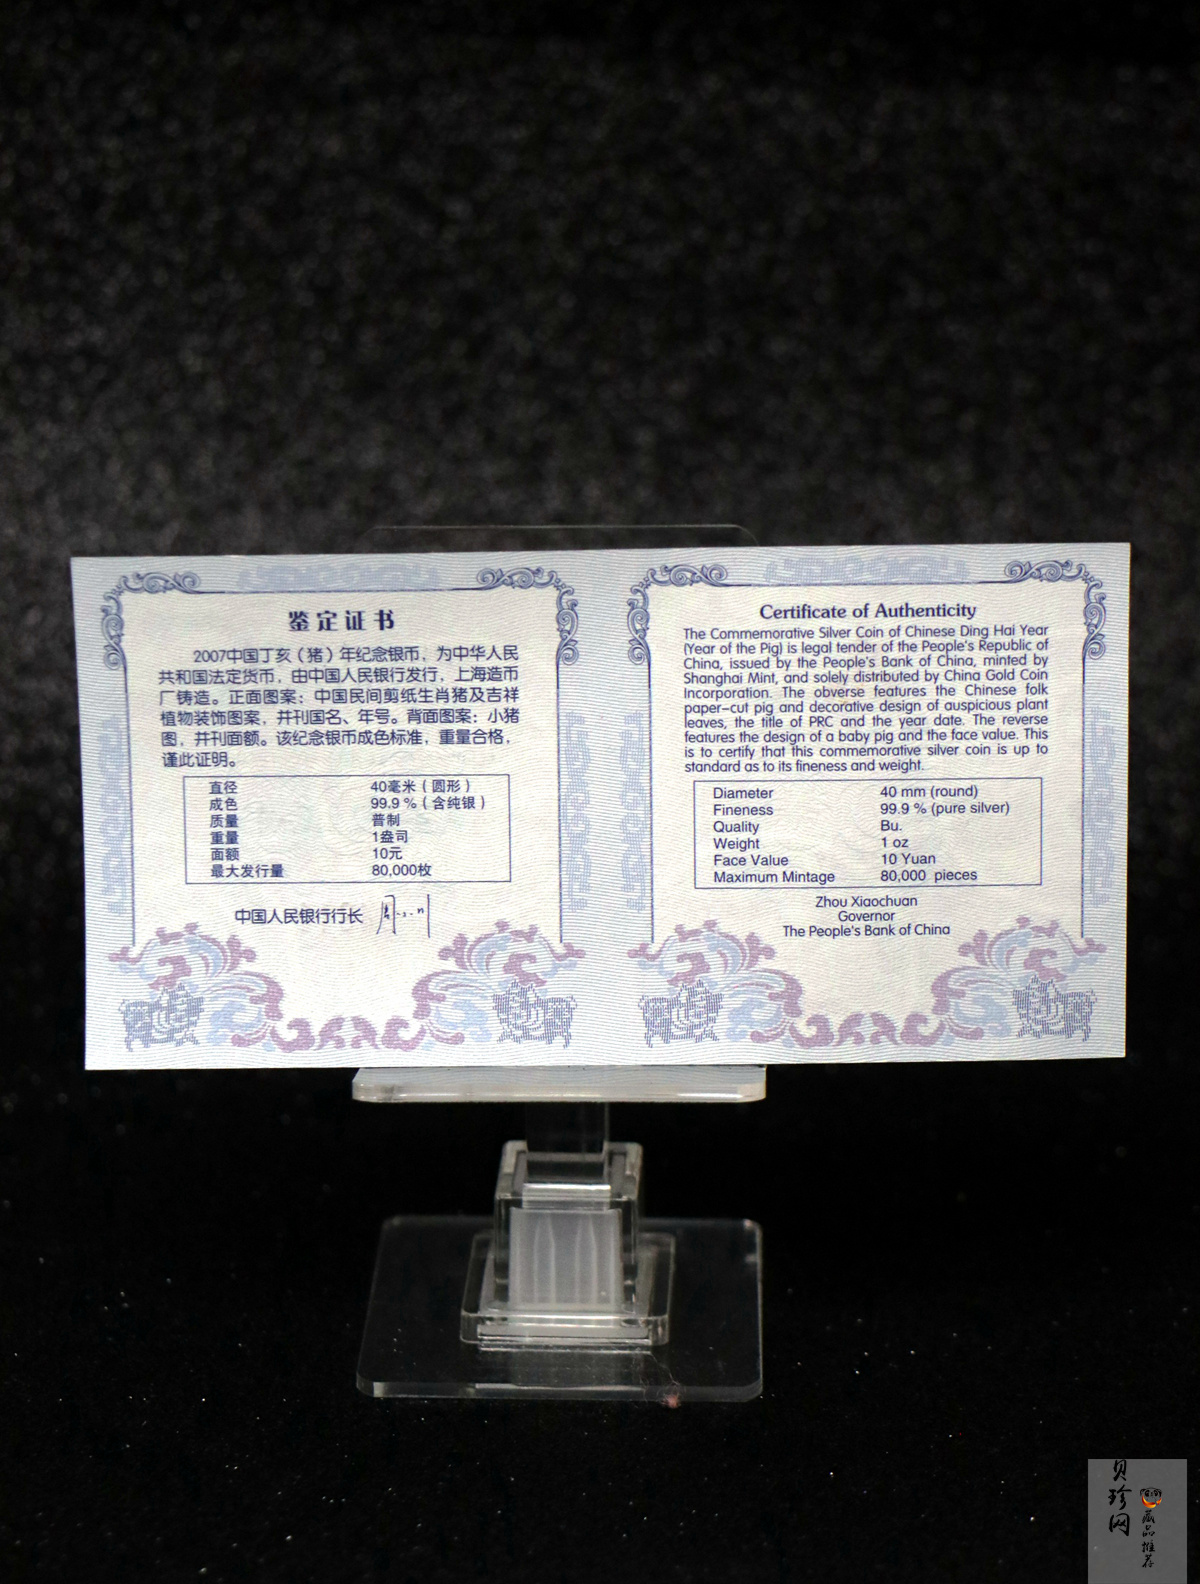 鉴定证书
2007中国丁亥（猪）年纪念银币，为中华人民
共和国法定货币，由中国人民银行发行，上海造币
厂铸造。正面图案：中国民间剪纸生肖猪及吉祥
植物装饰图案，并刊国名、年号。背面图案：小猪
图，并刊面额。该纪念银币成色标准，重量合格，
谨此证明。
直径 40毫米（圆形）
成色 99.9％（含纯银）
质量 普制
重量 1盎司
面额 10元
最大发行量 80,000枚
中国人民银行行长
Certificate of Authenticity
The Commemorative Silver Coin of Chinese Ding Hai Year
(Year of the Pig) is legal tender of the People's Republic of
China, issued by the People's Bank of China, minted by
Shanghai Mint, and solely distributed by China Gold Coin
Incorporation. The obverse features the Chinese folk
paper-cut pig and decorative design of auspicious plant
leaves, the title of PRC and the year date. The reverse
features the design of a baby pig and the face value. This
is to certify that this commemorative silver coin is up to
standard as to its fineness and weight.
Diameter 40 mm (round)
Fineness 99.9 % (pure silver)
Quality Bu.
Weight 1 oz
Face Value 10 Yuan
Maximum Mintage 80,000 pieces
Zhou Xiaochuan
Governor
The People's Bank of China
贝珍网
藏品推荐